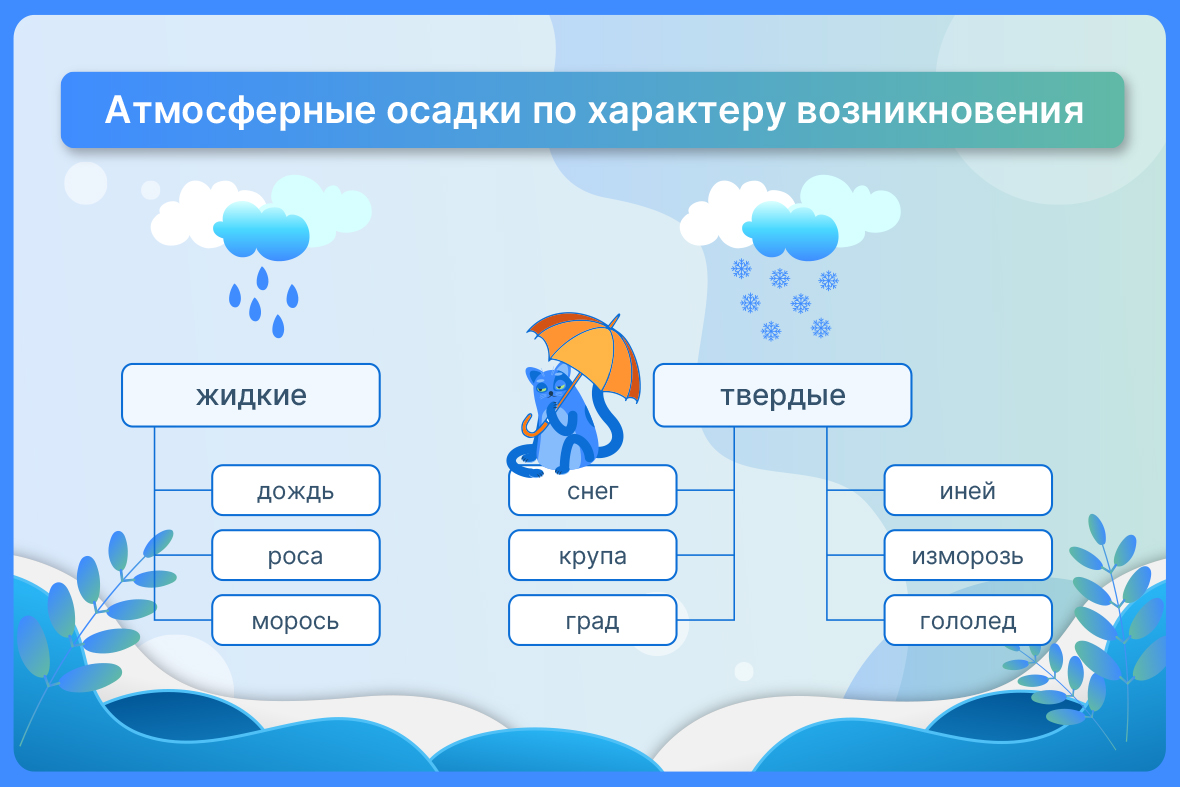 Атмосферные осадки по характеру возникновения
жидкие
дождь
роса
морось
твердые
снег
крупа
град
иней
изморозь
гололед